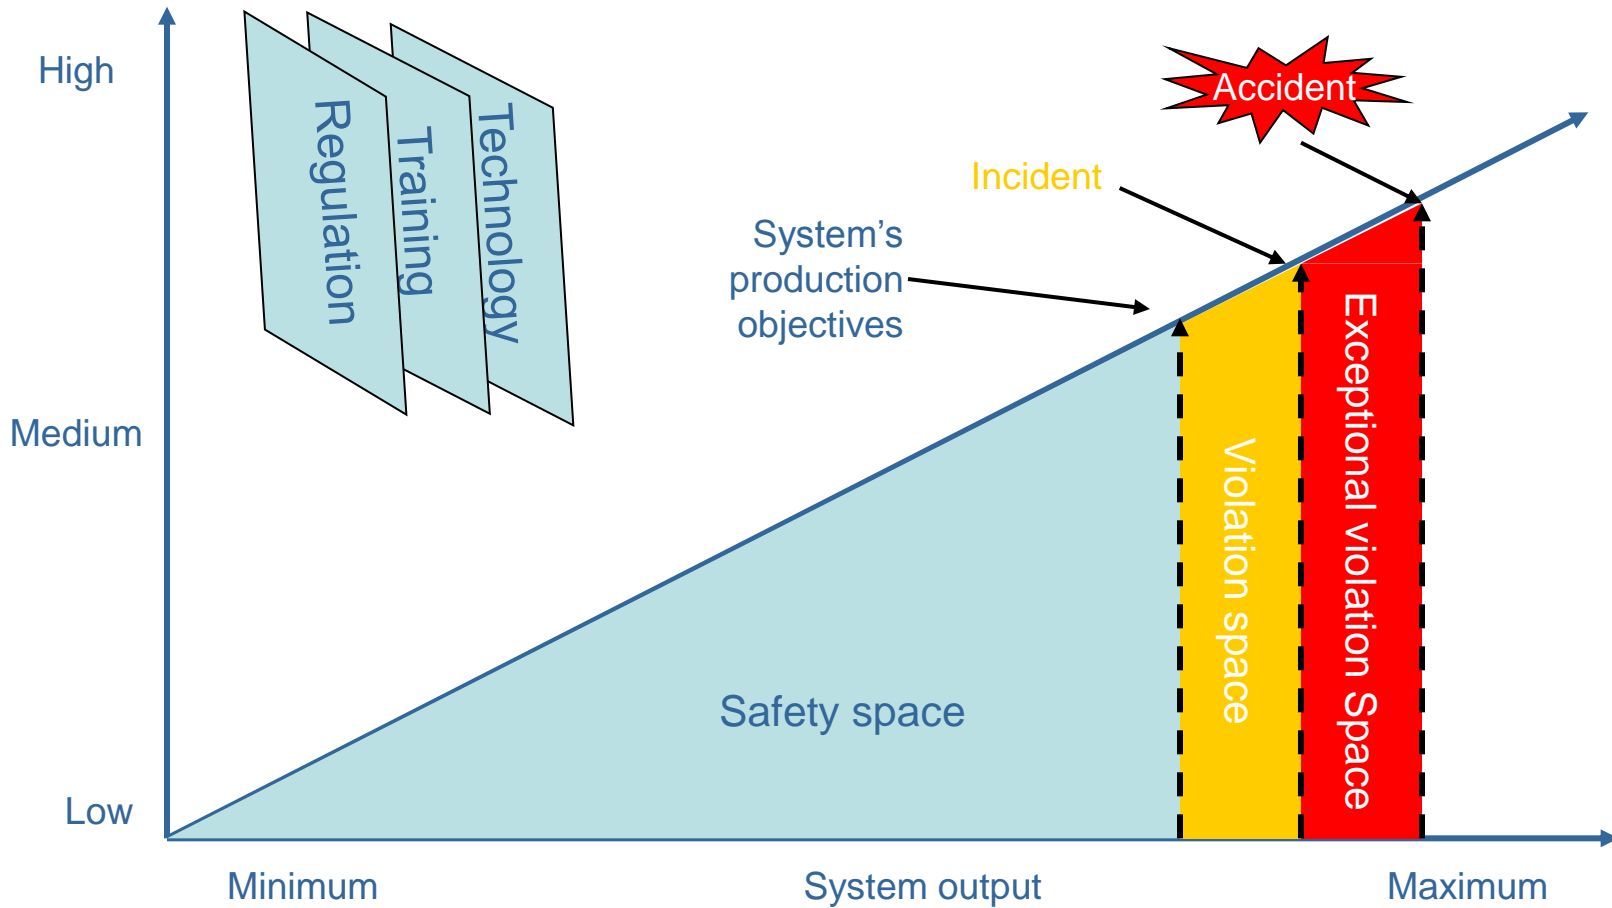 High
Medium
Low
Regulation
Training
Technology
Accident
Incident
System’s
production
objectives
Safety space
Violation space
Exceptional violation Space
Minimum
System output
Maximum